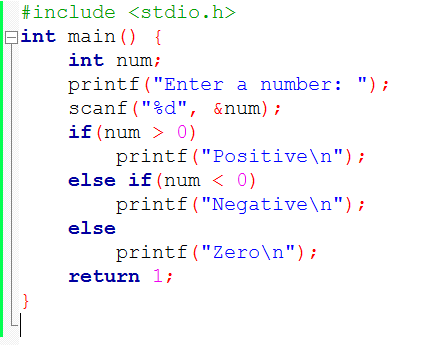 #include <stdio.h>
int main() {
    int num;
    printf("Enter a number: ");
    scanf("%d", &num);
    if(num > 0)
        printf("Positive\n");
    else if(num < 0)
        printf("Negative\n");
    else
        printf("Zero\n");
    return 1;
}